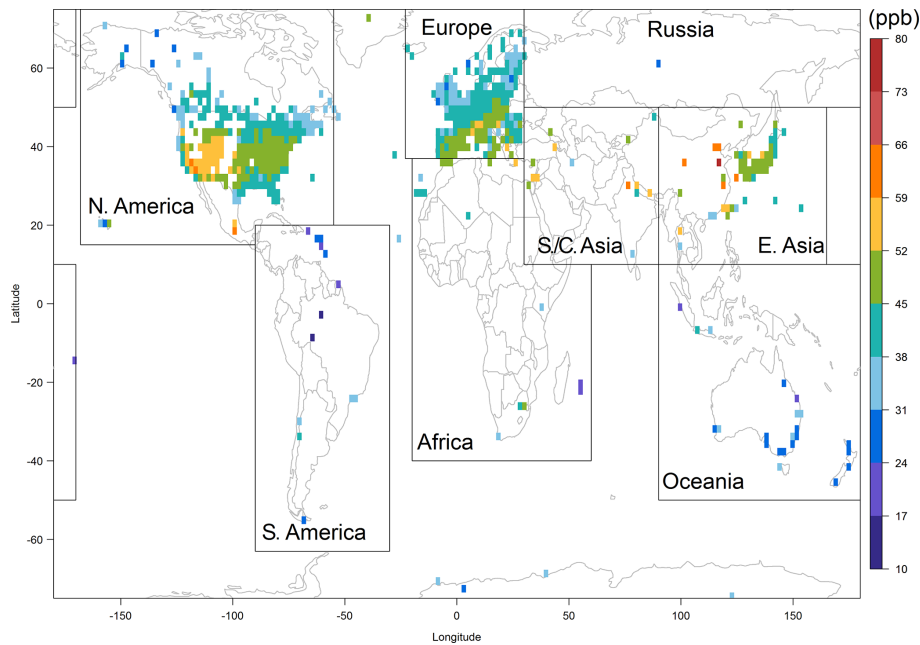 (ppb)
Europe
Russia
N. America
S./C. Asia
E. Asia
Africa
Oceania
S. America
80
73
66
59
52
45
38
31
24
17
10
60
40
20
0
-20
-40
-60
Latitude
-150
-100
-50
0
50
100
150
Longitude